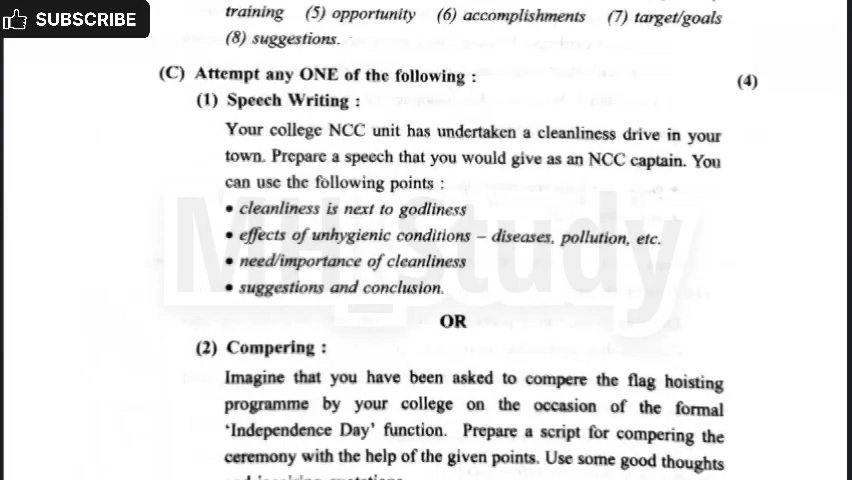 SUBSCRIBE
training (5) opportunity (6) accomplishments (7) target/goals
(8) suggestions.
(C) Attempt any ONE of the following :
(4)
(1) Speech Writing :
Your college NCC unit has undertaken a cleanliness drive in your
town. Prepare a speech that you would give as an NCC captain. You
can use the following points :
• cleanliness is next to godliness
• effects of unhygienic conditions – diseases, pollution, etc.
• need/importance of cleanliness
• suggestions and conclusion.
MH_Study
OR
(2) Compering :
Imagine that you have been asked to compere the flag hoisting
programme by your college on the occasion of the formal
'Independence Day' function. Prepare a script for compering the
ceremony with the help of the given points. Use some good thoughts